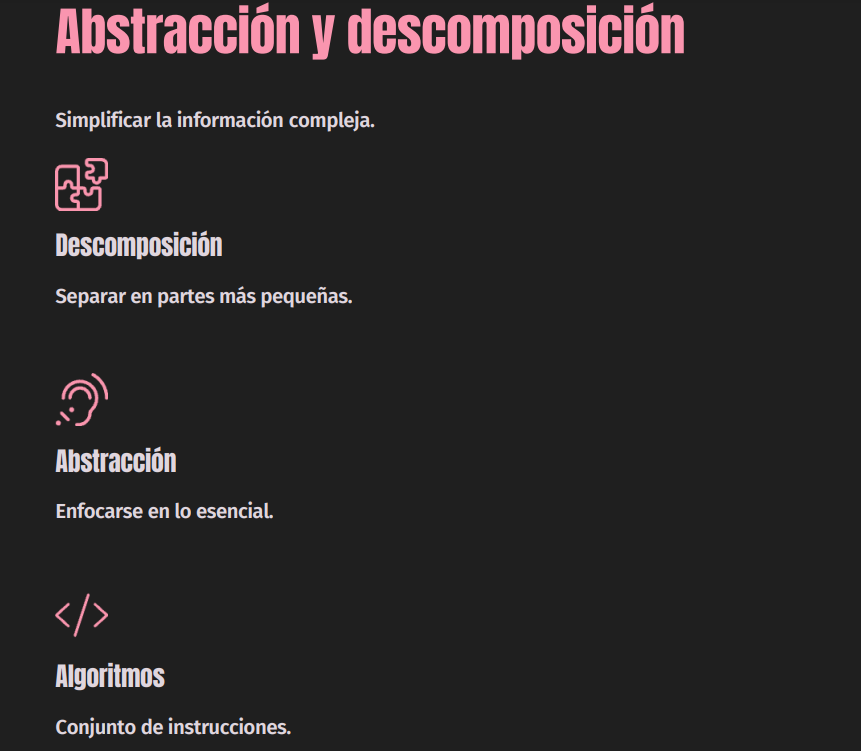 Abstracción y descomposición
Simplificar la información compleja.
Descomposición
Separar en partes más pequeñas.
Abstracción
Enfocarse en lo esencial.
</>
Algoritmos
Conjunto de instrucciones.